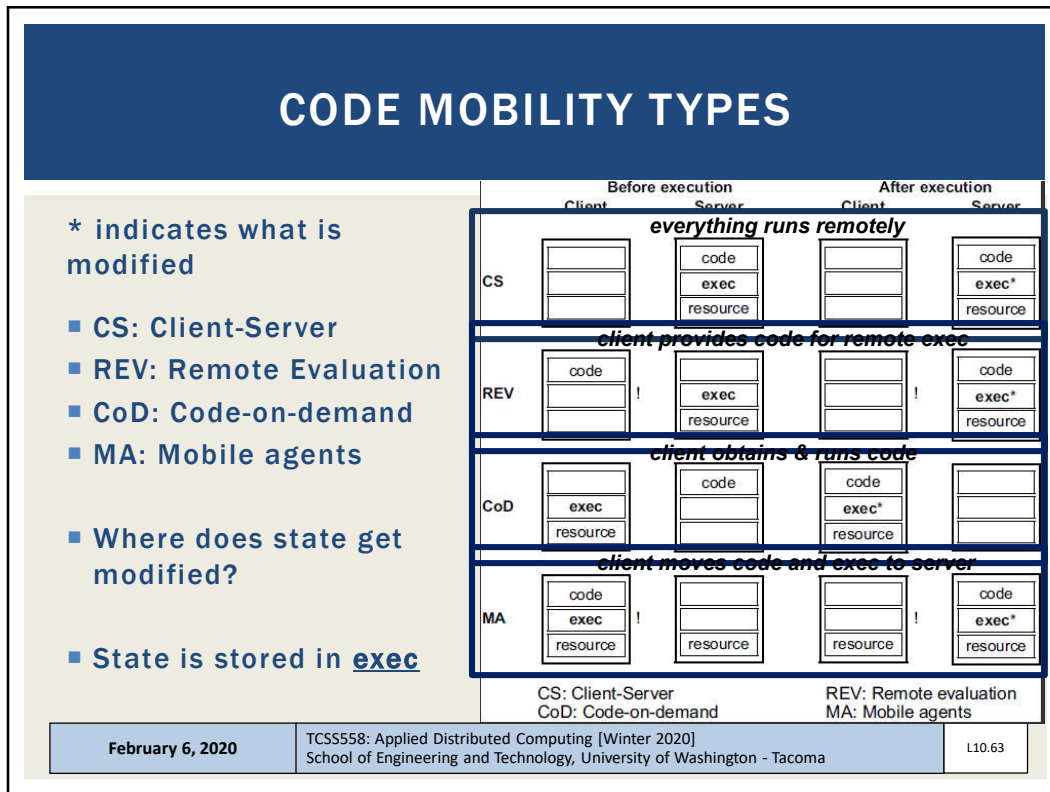 CODE MOBILITY TYPES
* indicates what is
modified
CS: Client-Server
REV: Remote Evaluation
CoD: Code-on-demand
MA: Mobile agents
Where does state get
modified?
State is stored in exec
Before execution After execution
Client Server Client Server
everything runs remotely
code code
CS exec exec*
resource resource
client provides code for remote exec
code code
REV ! exec ! exec*
resource resource
client obtains & runs code
code code
CoD exec exec*
resource resource
client moves code and exec to server
code code
MA exec ! ! exec*
resource resource resource resource
CS: Client-Server REV: Remote evaluation
CoD: Code-on-demand MA: Mobile agents
February 6, 2020
TCSS558: Applied Distributed Computing [Winter 2020]
School of Engineering and Technology, University of Washington - Tacoma
L10.63